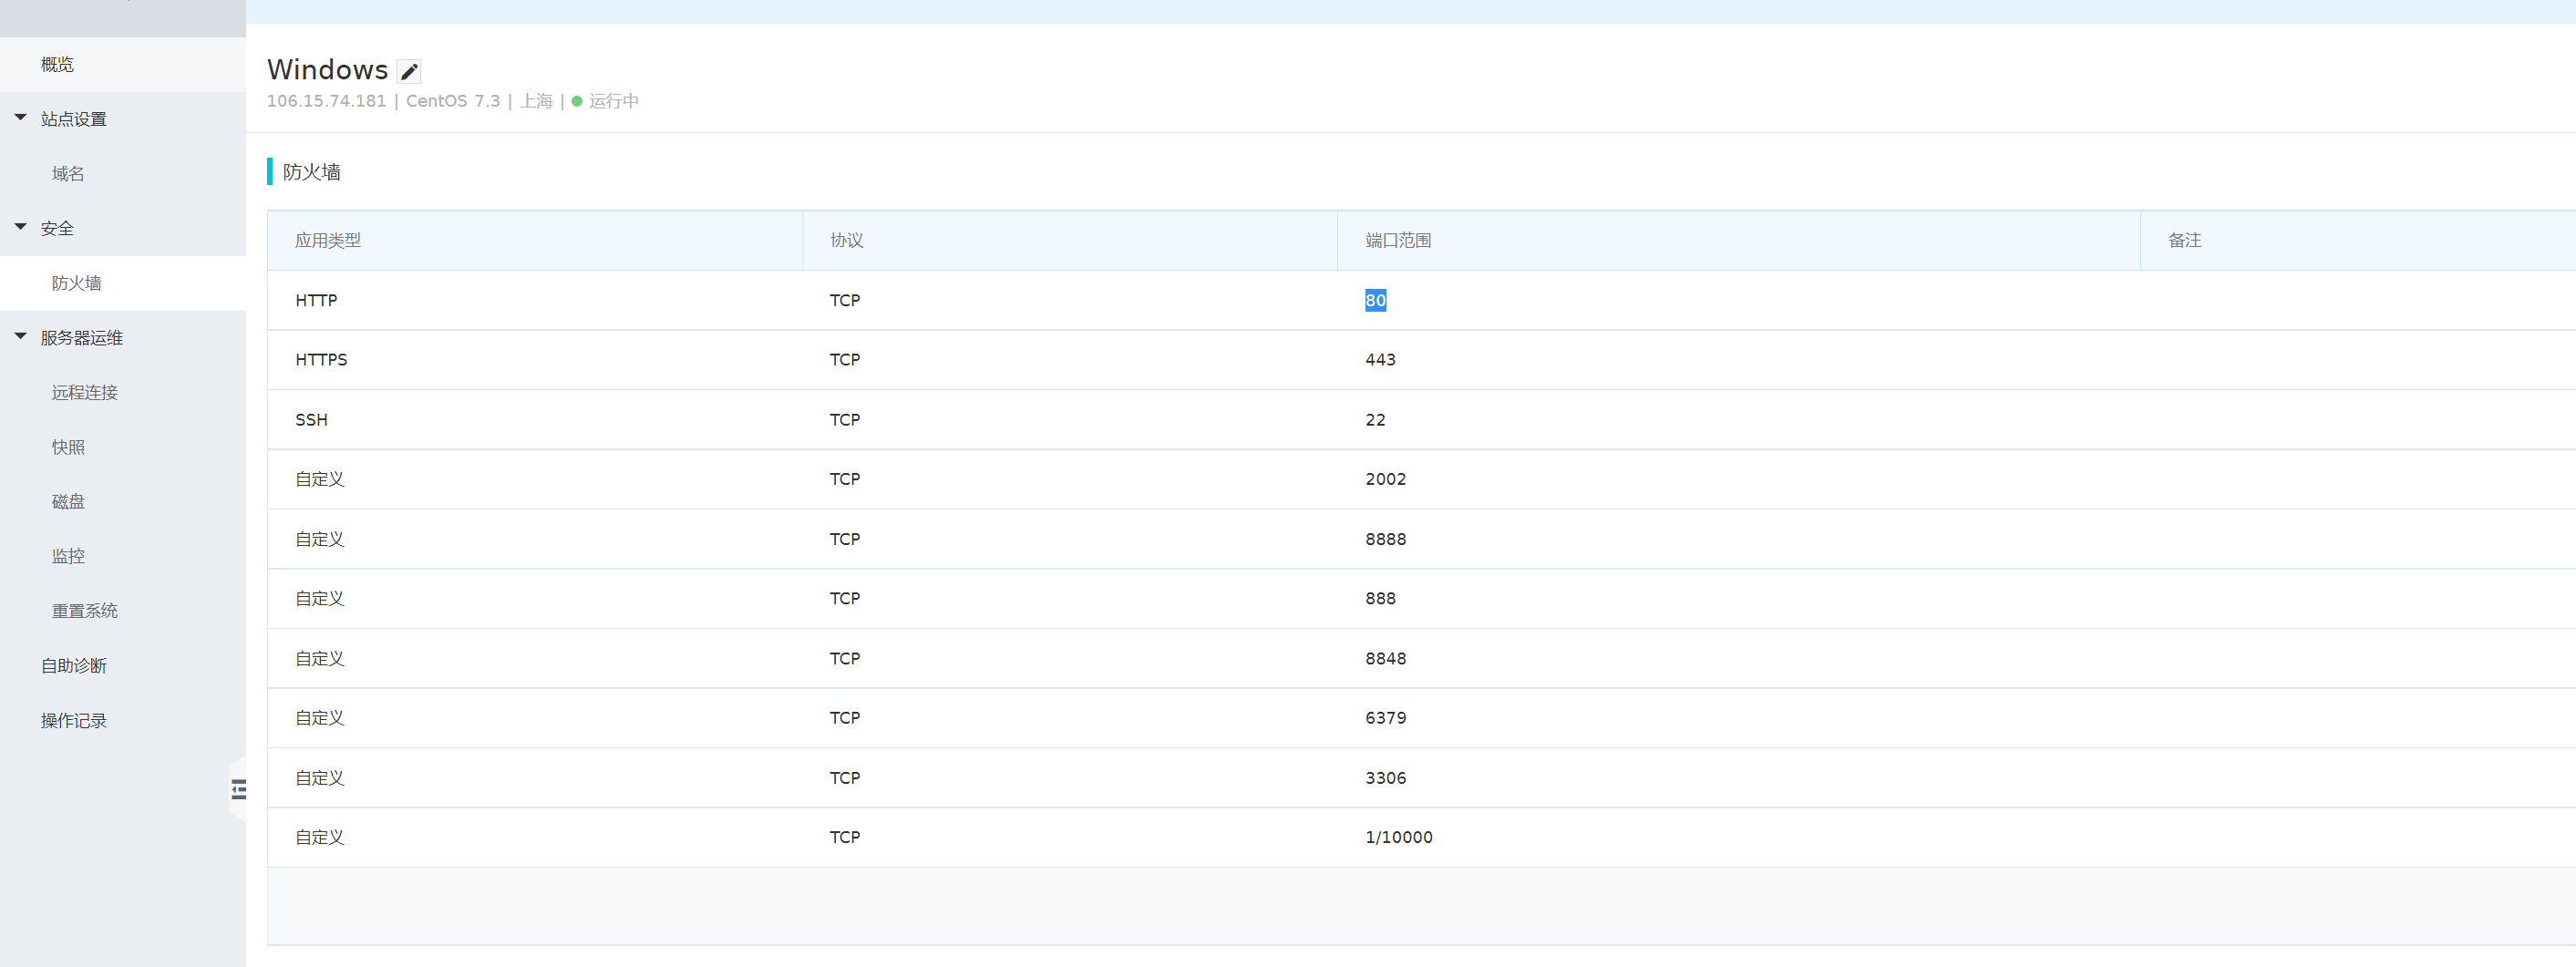 概览
站点设置
域名
安全
防火墙
服务器运维
远程连接
快照
磁盘
监控
重置系统
自助诊断
操作记录
Windows
106.15.74.181 | CentOS 7.3 | 上海 | 运行中
防火墙
应用类型 协议 端口范围 备注
HTTP TCP 80
HTTPS TCP 443
SSH TCP 22
自定义 TCP 2002
自定义 TCP 8888
自定义 TCP 888
自定义 TCP 8848
自定义 TCP 6379
自定义 TCP 3306
自定义 TCP 1/10000